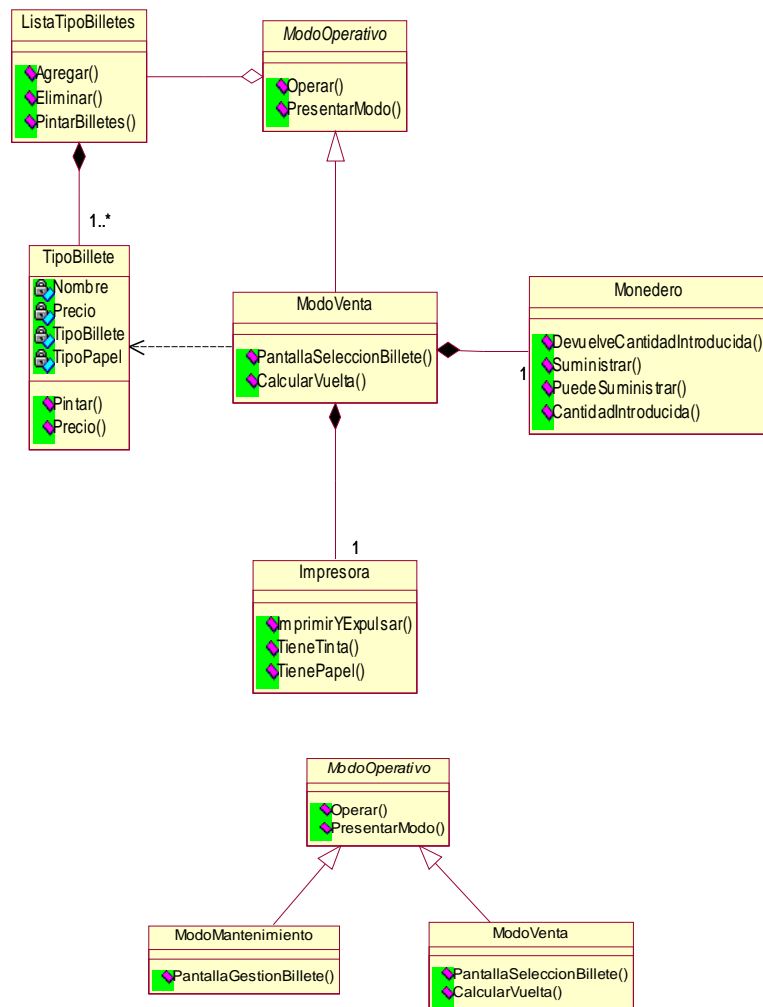 ListaTipoBilletes
Agregar()
Eliminar()
PintarBilletes()
ModoOperativo
Operar()
PresentarModo()
1..*
TipoBillete
Nombre
Precio
TipoBillete
TipoPapel
Pintar()
Precio()
ModoVenta
PantallaSeleccionBillete()
CalcularVuelta()
Monedero
DevuelveCantidadIntroducida()
Suministrar()
PuedeSuministrar()
CantidadIntroducida()
1
1
Impresora
ImprimirYExpulsar()
TieneTinta()
TienePapel()
ModoOperativo
Operar()
PresentarModo()
ModoMantenimiento
PantallaGestionBillete()
ModoVenta
PantallaSeleccionBillete()
CalcularVuelta()